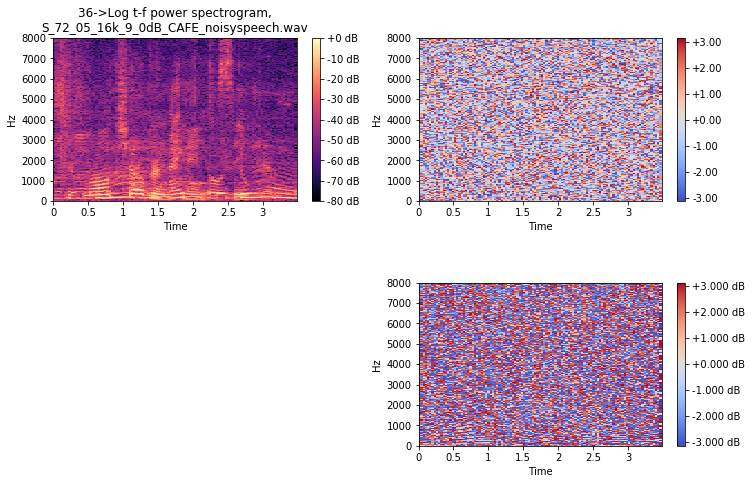 36->Log t-f power spectrogram,
S_72_05_16k_9_0dB_CAFE_noisyspeech.wav
8000
7000
6000
5000
4000
3000
2000
1000
0
Hz
0 0.5 1 1.5 2 2.5 3
Time
+0 dB
-10 dB
-20 dB
-30 dB
-40 dB
-50 dB
-60 dB
-70 dB
-80 dB
8000
7000
6000
5000
4000
3000
2000
1000
0
Hz
0 0.5 1 1.5 2 2.5 3
Time
+3.00
+2.00
+1.00
+0.00
-1.00
-2.00
-3.00
8000
7000
6000
5000
4000
3000
2000
1000
0
Hz
0 0.5 1 1.5 2 2.5 3
Time
+3.000 dB
+2.000 dB
+1.000 dB
+0.000 dB
-1.000 dB
-2.000 dB
-3.000 dB